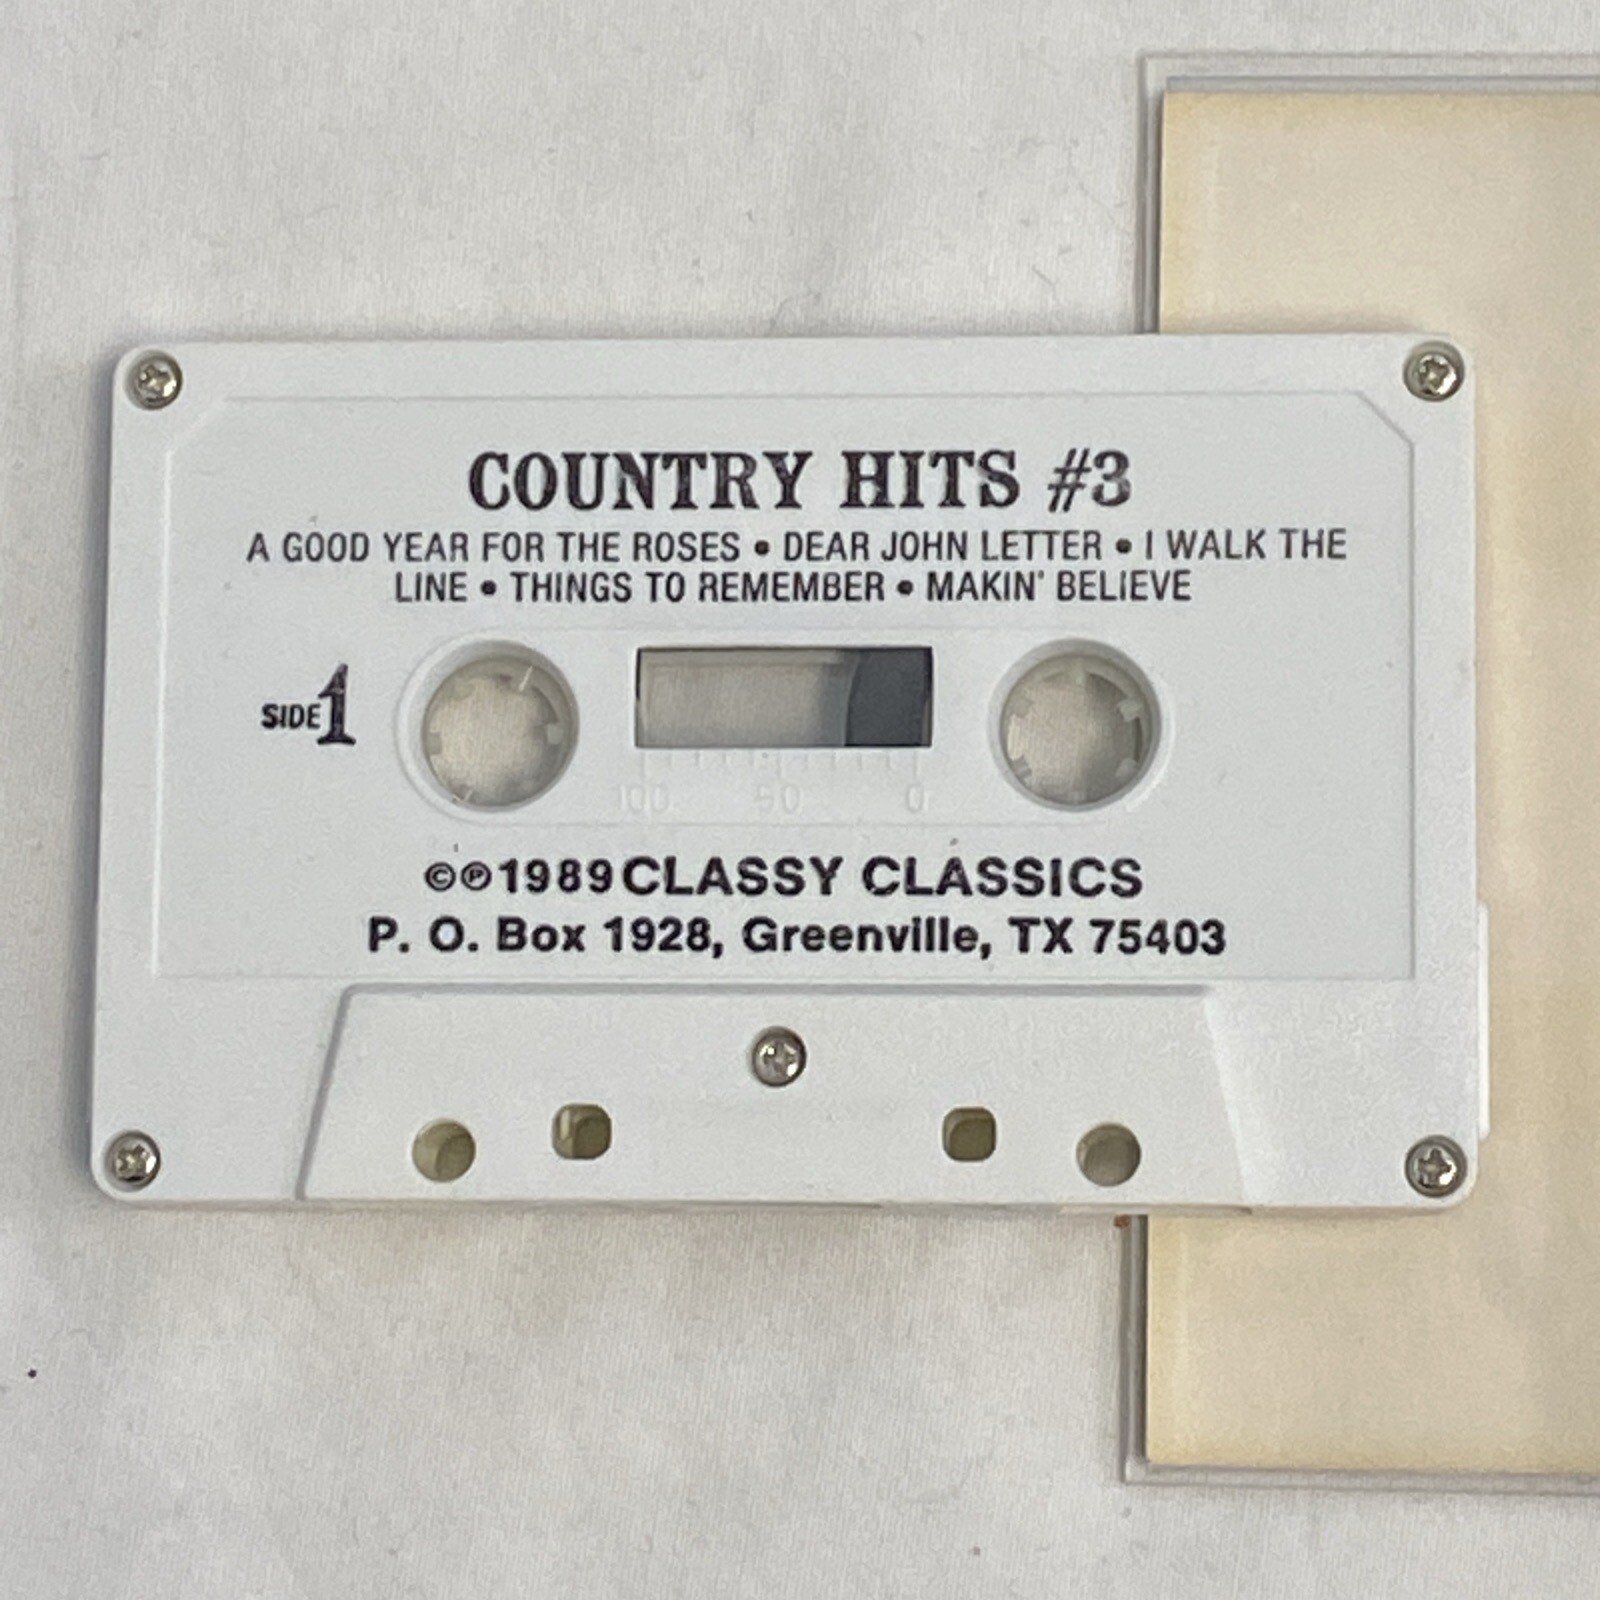 COUNTRY HITS #3
A GOOD YEAR FOR THE ROSES • DEAR JOHN LETTER • I WALK THE
LINE • THINGS TO REMEMBER • MAKIN' BELIEVE
SIDE 1
100 50 0
©℗1989 CLASSY CLASSICS
P. O. Box 1928, Greenville, TX 75403